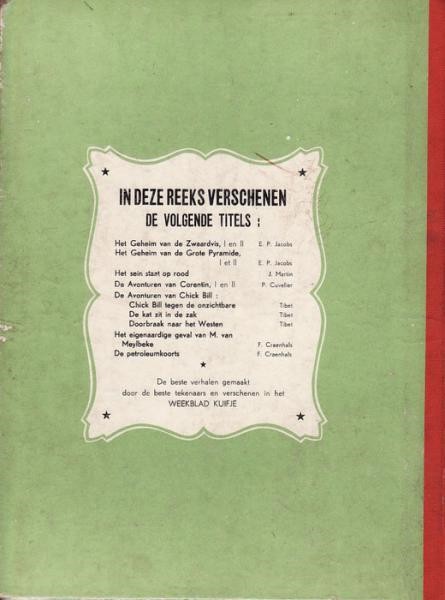 IN DEZE REEKS VERSCHENEN
DE VOLGENDE TITELS :
Het Geheim van de Zwaardvis, I en II E. P. Jacobs
Het Geheim van de Grote Pyramide,
I et II E. P. Jacobs
Het sein staat op rood J. Martin
De Avonturen van Corentin, I en II P. Cuvelier
De Avonturen van Chick Bill :
Chick Bill tegen de onzichtbare Tibet
De kat zit in de zak Tibet
Doorbraak naar het Westen Tibet
Het eigenaardige geval van M. van
Meylbeke F. Craenhals
De petroleumkoorts F. Craenhals
De beste verhalen gemaakt
door de beste tekenaars en verschenen in het
WEEKBLAD KUIFJE